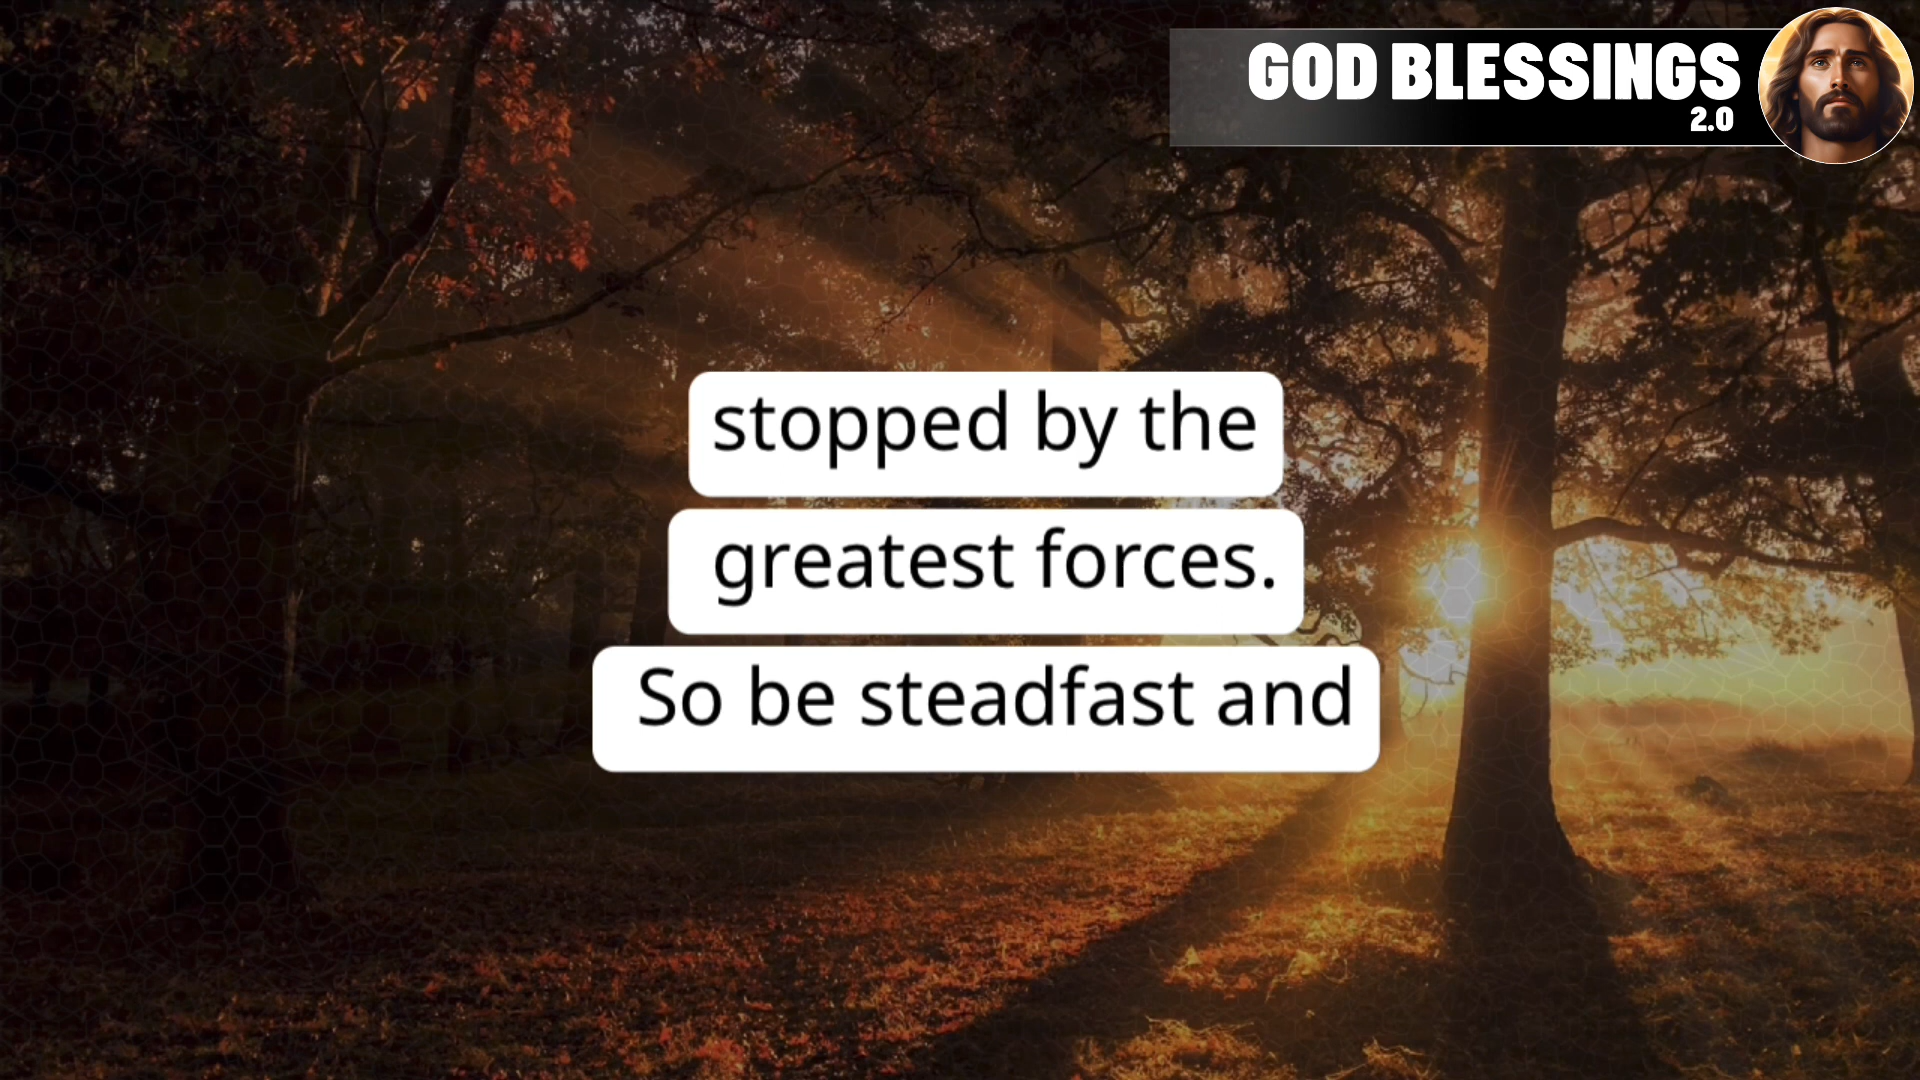 GOD BLESSINGS
2.0
stopped by the
greatest forces.
So be steadfast and